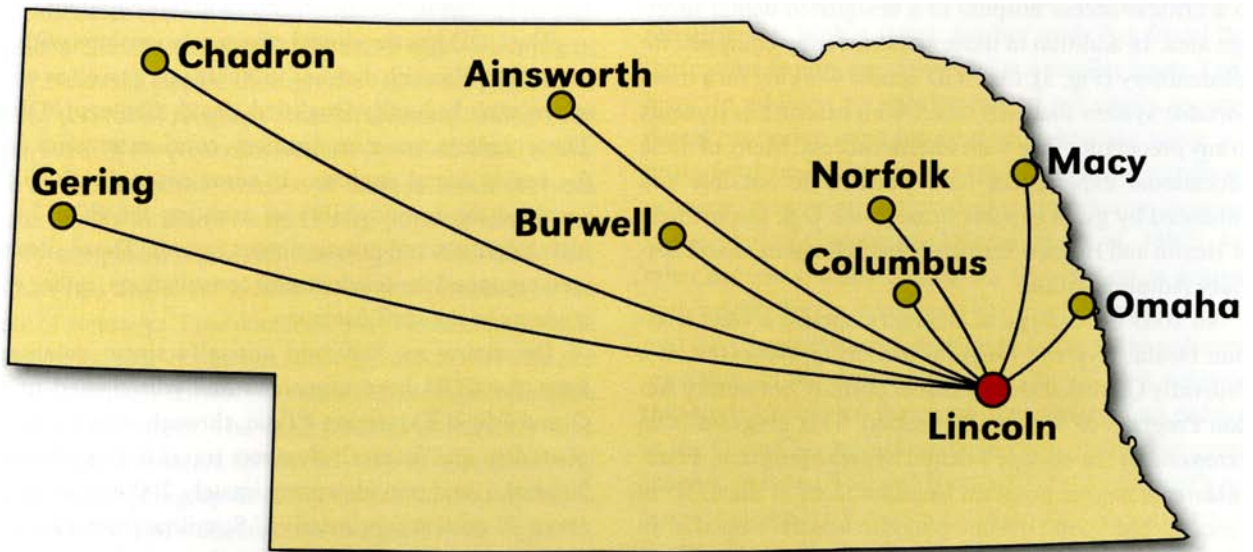 Chadron
Ainsworth
Gering
Norfolk
Macy
Burwell
Columbus
Omaha
Lincoln